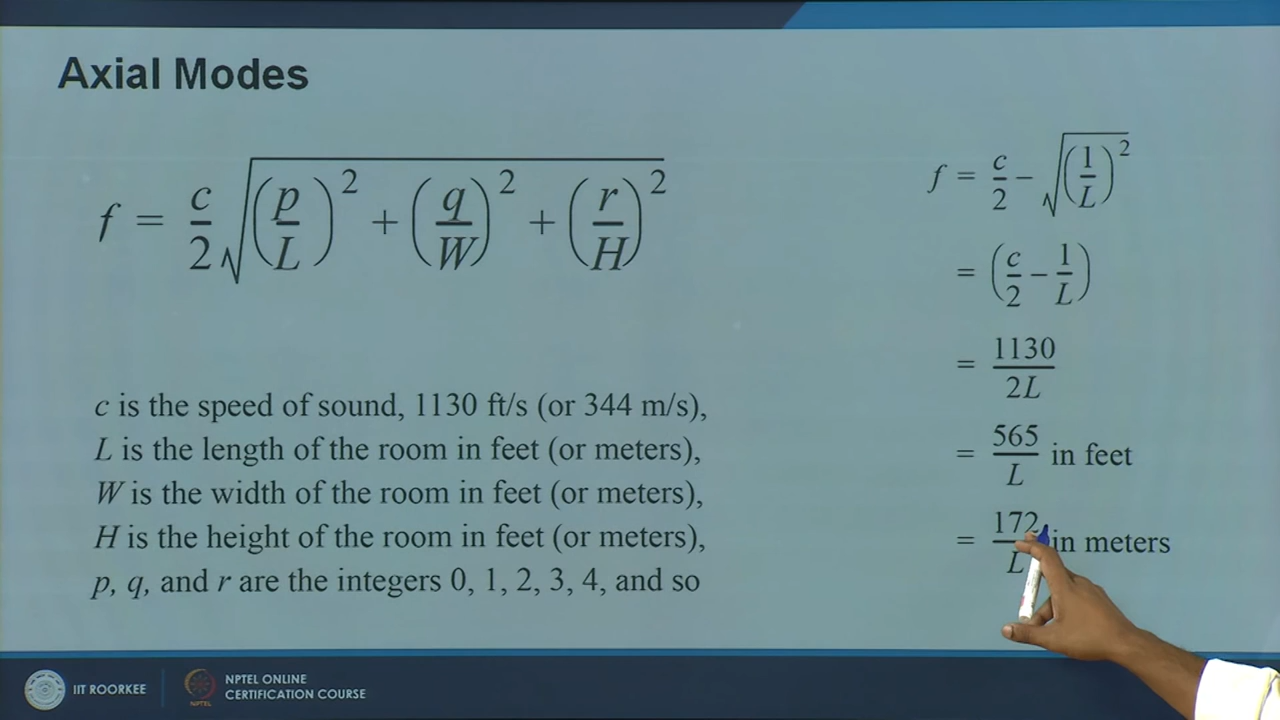 Axial Modes
f = c/2 √((p/L)² + (q/W)² + (r/H)²)
c is the speed of sound, 1130 ft/s (or 344 m/s),
L is the length of the room in feet (or meters),
W is the width of the room in feet (or meters),
H is the height of the room in feet (or meters),
p, q, and r are the integers 0, 1, 2, 3, 4, and so
f = c/2 − √((1/L)²)
= (c/2 − 1/L)
= 1130/2L
= 565/L in feet
= 172/L in meters
IIT ROORKEE
NPTEL
NPTEL ONLINE
CERTIFICATION COURSE